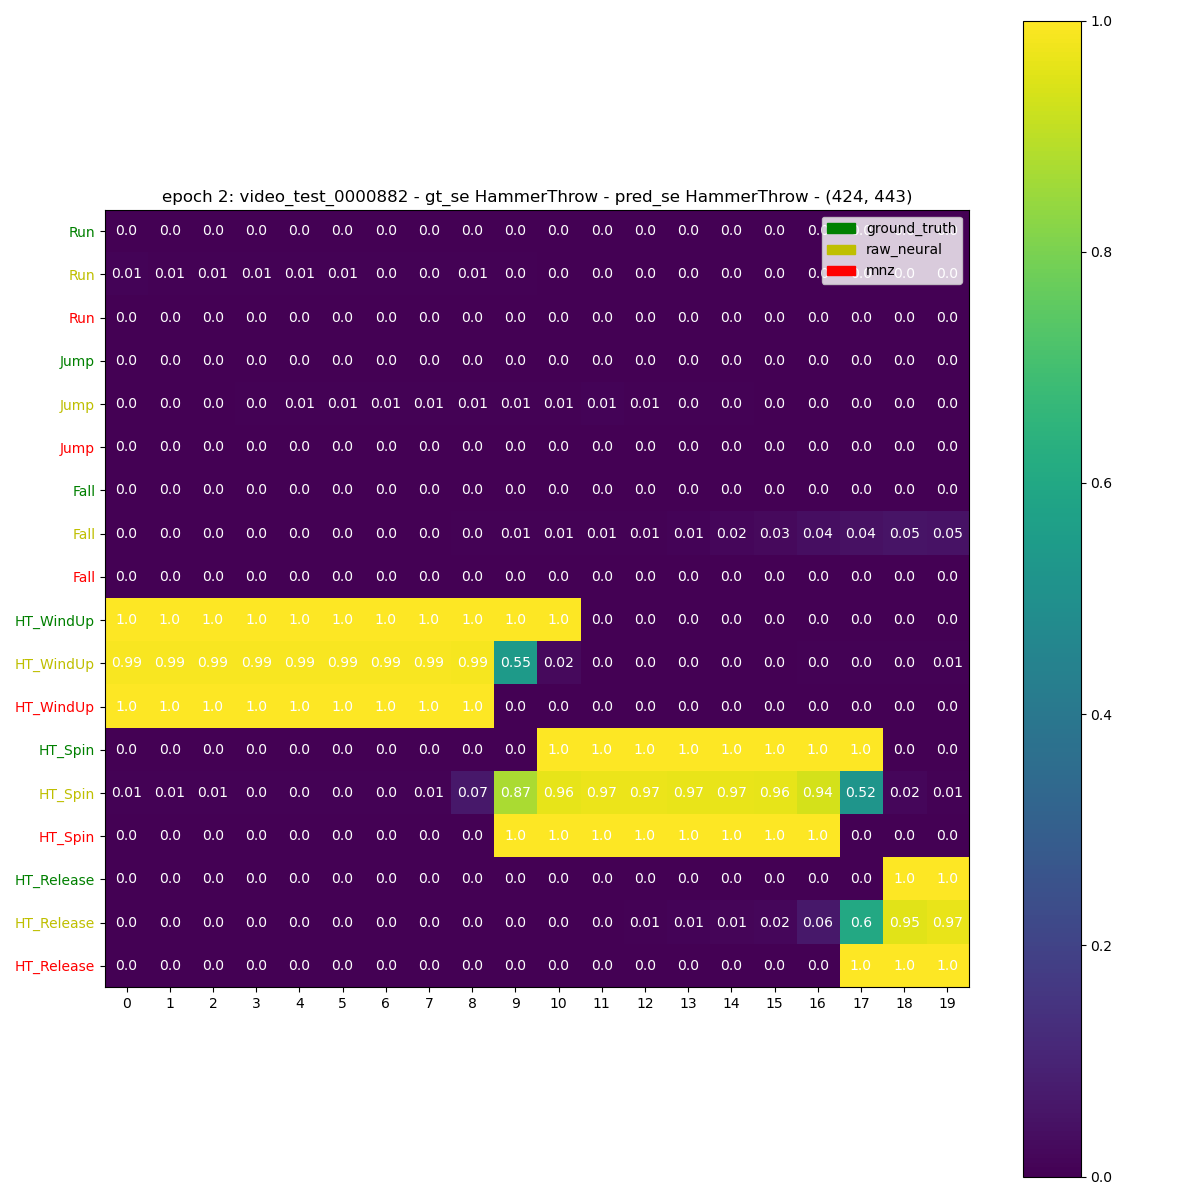 epoch 2: video_test_0000882 - gt_se HammerThrow - pred_se HammerThrow - (424, 443)
ground_truth
raw_neural
mnz
Run 0.0 0.0 0.0 0.0 0.0 0.0 0.0 0.0 0.0 0.0 0.0 0.0 0.0 0.0 0.0 0.0
Run 0.01 0.01 0.01 0.01 0.01 0.01 0.0 0.0 0.01 0.0 0.0 0.0 0.0 0.0 0.0 0.0 0.0 0.0
Run 0.0 0.0 0.0 0.0 0.0 0.0 0.0 0.0 0.0 0.0 0.0 0.0 0.0 0.0 0.0 0.0 0.0 0.0 0.0 0.0
Jump 0.0 0.0 0.0 0.0 0.0 0.0 0.0 0.0 0.0 0.0 0.0 0.0 0.0 0.0 0.0 0.0 0.0 0.0 0.0 0.0
Jump 0.0 0.0 0.0 0.0 0.01 0.01 0.01 0.01 0.01 0.01 0.01 0.01 0.01 0.0 0.0 0.0 0.0 0.0 0.0 0.0
Jump 0.0 0.0 0.0 0.0 0.0 0.0 0.0 0.0 0.0 0.0 0.0 0.0 0.0 0.0 0.0 0.0 0.0 0.0 0.0 0.0
Fall 0.0 0.0 0.0 0.0 0.0 0.0 0.0 0.0 0.0 0.0 0.0 0.0 0.0 0.0 0.0 0.0 0.0 0.0 0.0 0.0
Fall 0.0 0.0 0.0 0.0 0.0 0.0 0.0 0.0 0.0 0.01 0.01 0.01 0.01 0.01 0.02 0.03 0.04 0.04 0.05 0.05
Fall 0.0 0.0 0.0 0.0 0.0 0.0 0.0 0.0 0.0 0.0 0.0 0.0 0.0 0.0 0.0 0.0 0.0 0.0 0.0 0.0
HT_WindUp 1.0 1.0 1.0 1.0 1.0 1.0 1.0 1.0 1.0 1.0 1.0 0.0 0.0 0.0 0.0 0.0 0.0 0.0 0.0 0.0
HT_WindUp 0.99 0.99 0.99 0.99 0.99 0.99 0.99 0.99 0.99 0.55 0.02 0.0 0.0 0.0 0.0 0.0 0.0 0.0 0.0 0.01
HT_WindUp 1.0 1.0 1.0 1.0 1.0 1.0 1.0 1.0 1.0 0.0 0.0 0.0 0.0 0.0 0.0 0.0 0.0 0.0 0.0 0.0
HT_Spin 0.0 0.0 0.0 0.0 0.0 0.0 0.0 0.0 0.0 0.0 1.0 1.0 1.0 1.0 1.0 1.0 1.0 1.0 0.0 0.0
HT_Spin 0.01 0.01 0.01 0.0 0.0 0.0 0.0 0.01 0.07 0.87 0.96 0.97 0.97 0.97 0.97 0.96 0.94 0.52 0.02 0.01
HT_Spin 0.0 0.0 0.0 0.0 0.0 0.0 0.0 0.0 0.0 1.0 1.0 1.0 1.0 1.0 1.0 1.0 1.0 0.0 0.0 0.0
HT_Release 0.0 0.0 0.0 0.0 0.0 0.0 0.0 0.0 0.0 0.0 0.0 0.0 0.0 0.0 0.0 0.0 0.0 0.0 1.0 1.0
HT_Release 0.0 0.0 0.0 0.0 0.0 0.0 0.0 0.0 0.0 0.0 0.0 0.0 0.01 0.01 0.01 0.02 0.06 0.6 0.95 0.97
HT_Release 0.0 0.0 0.0 0.0 0.0 0.0 0.0 0.0 0.0 0.0 0.0 0.0 0.0 0.0 0.0 0.0 0.0 1.0 1.0 1.0
0 1 2 3 4 5 6 7 8 9 10 11 12 13 14 15 16 17 18 19
1.0
0.8
0.6
0.4
0.2
0.0